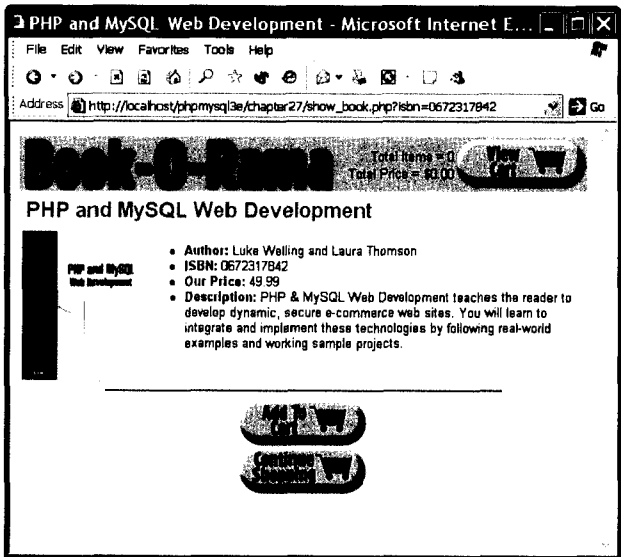 PHP and MySQL Web Development - Microsoft Internet E...
File Edit View Favorites Tools Help
Address http://localhost/phpmysql3e/chapter27/show_book.php?isbn=0672317842 Go
Book-O-Rama
Total Items = 0
Total Price = $0.00
View
Cart
PHP and MySQL Web Development
PHP and MySQL
Web Development
• Author: Luke Welling and Laura Thomson
• ISBN: 0672317842
• Our Price: 49.99
• Description: PHP & MySQL Web Development teaches the reader to
develop dynamic, secure e-commerce web sites. You will learn to
integrate and implement these technologies by following real-world
examples and working sample projects.
Add To
Cart
Continue
Shopping